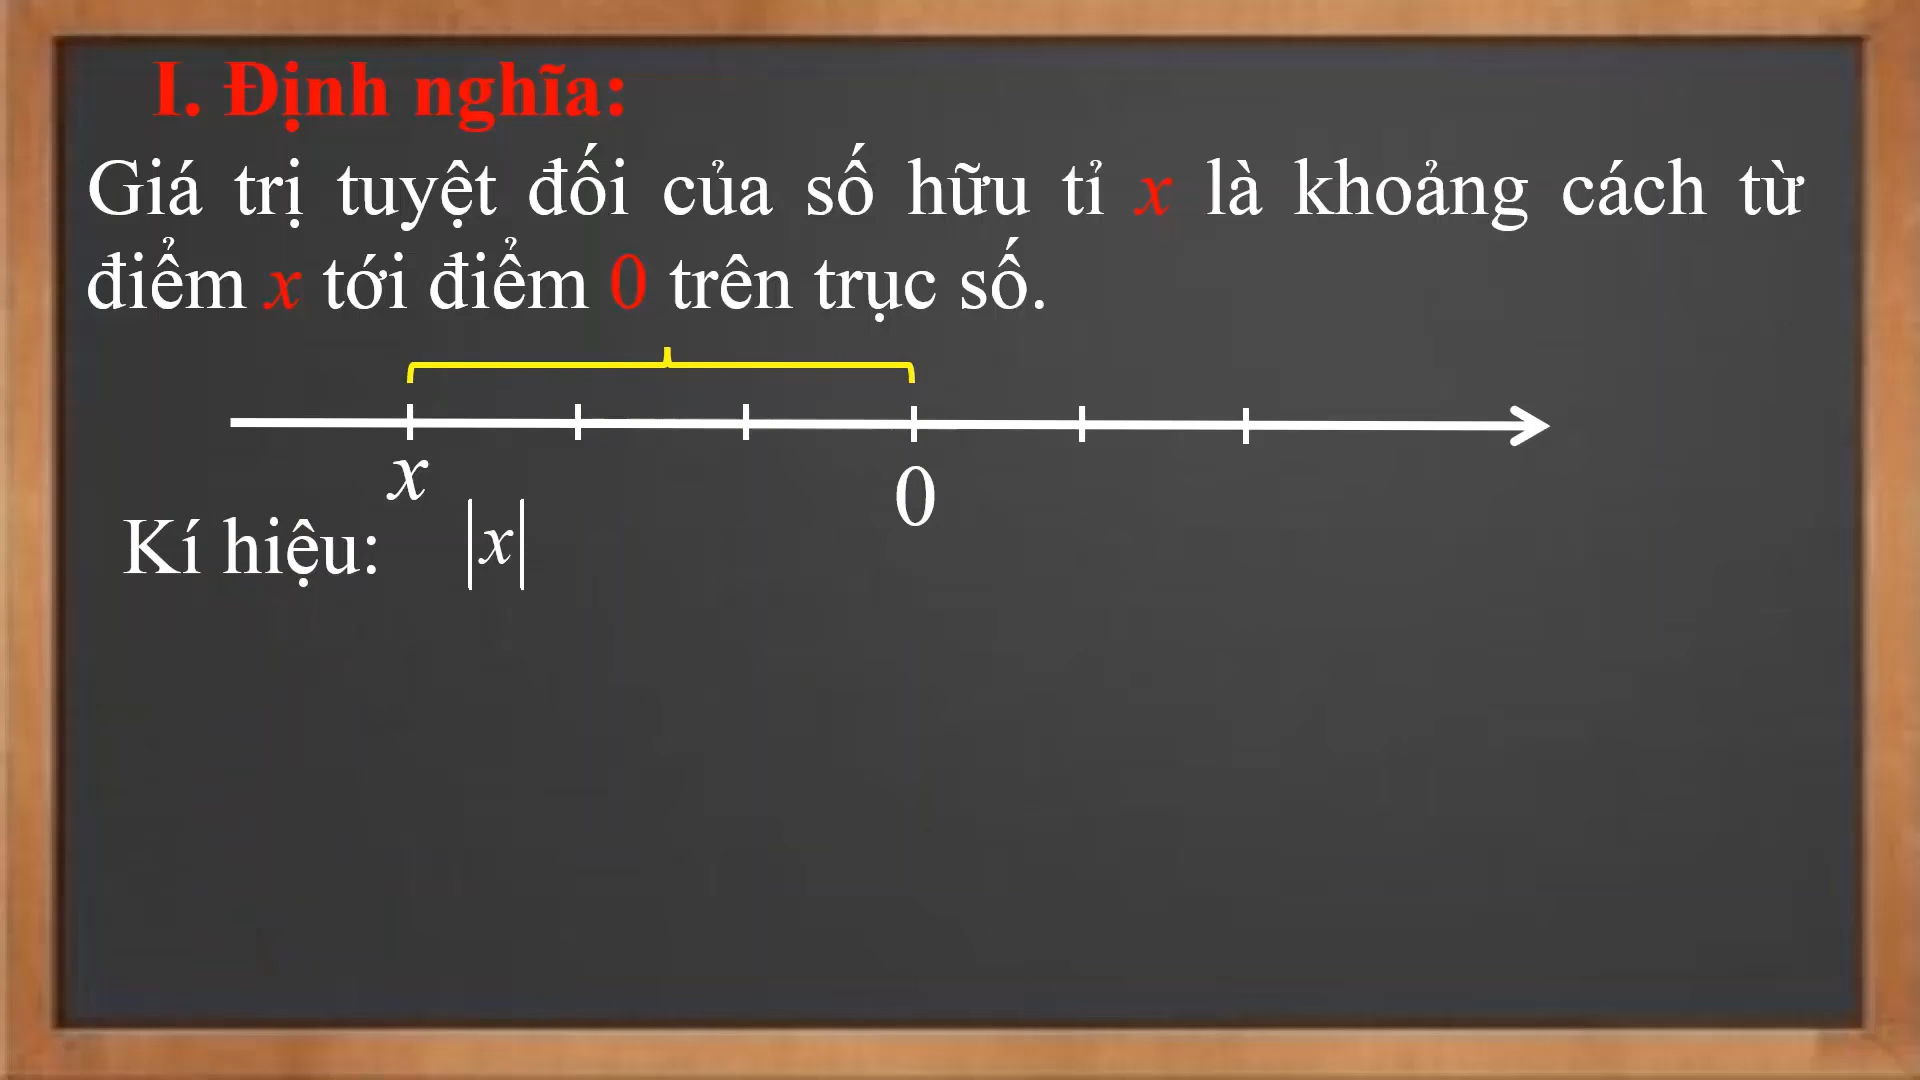 I. Định nghĩa:
Giá trị tuyệt đối của số hữu tỉ x là khoảng cách từ
điểm x tới điểm 0 trên trục số.
x
0
Kí hiệu: |x|